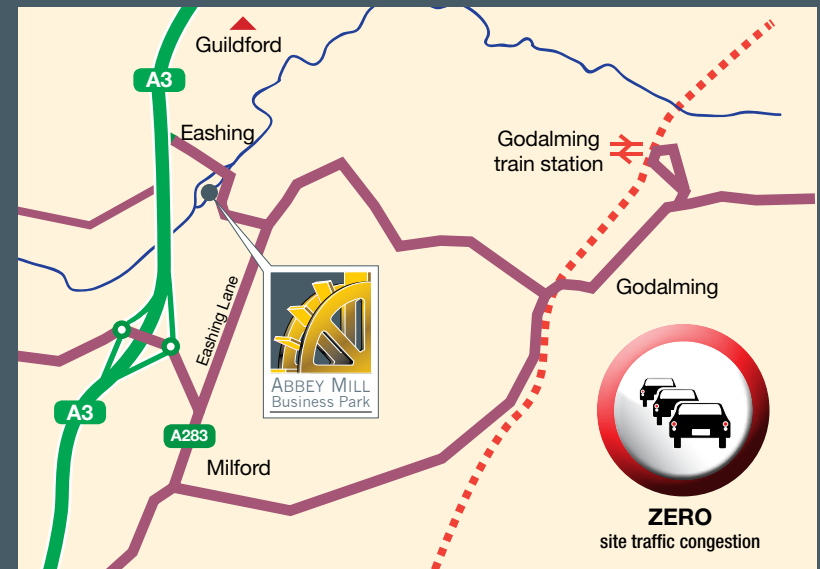 Guildford
A3
Eashing
Godalming
train station
Eashing Lane
Godalming
ABBEY MILL
Business Park
A3
A283
Milford
ZERO
site traffic congestion